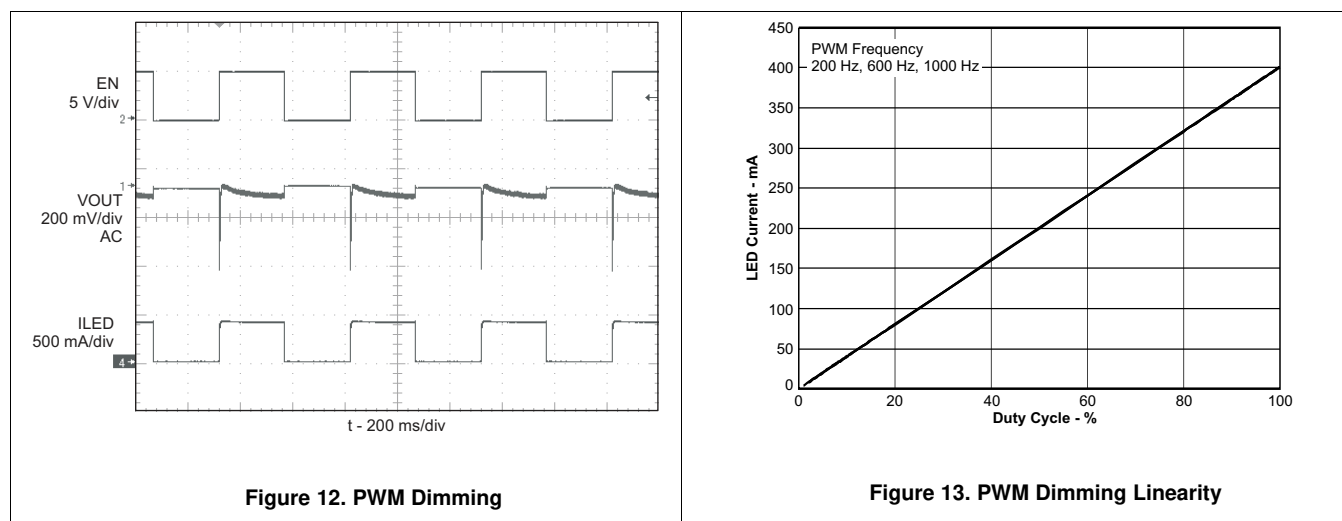 EN
5 V/div
2
1
VOUT
200 mV/div
AC
ILED
500 mA/div
4
t - 200 ms/div
Figure 12. PWM Dimming
450
400
350
300
250
200
150
100
50
0
LED Current - mA
PWM Frequency
200 Hz, 600 Hz, 1000 Hz
0 20 40 60 80 100
Duty Cycle - %
Figure 13. PWM Dimming Linearity